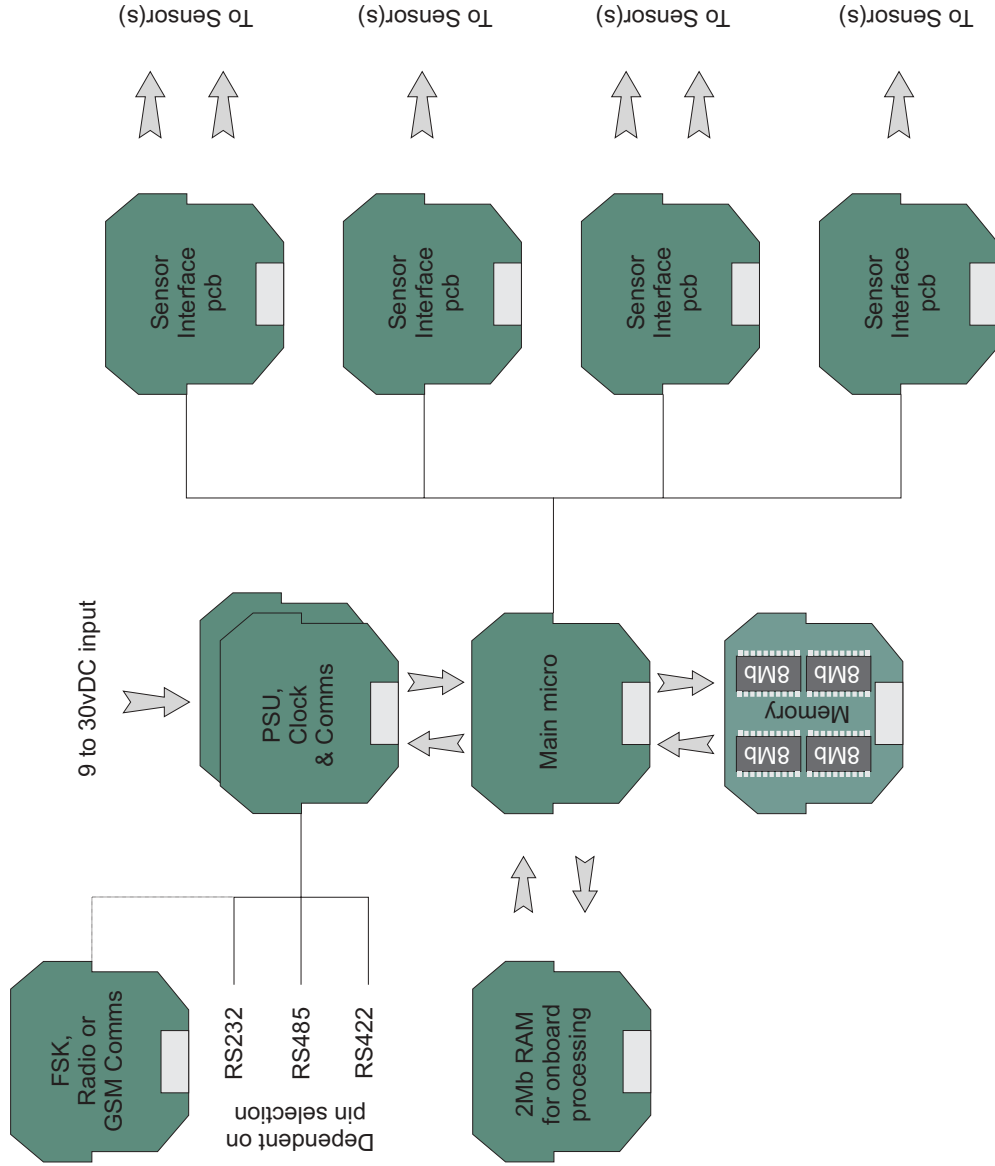 9 to 30vDC input
FSK,
Radio or
GSM Comms
RS232
RS485
RS422
Dependent on
pin selection
PSU,
Clock
& Comms
2Mb RAM
for onboard
processing
Main micro
8Mb
8Mb
Memory
8Mb
8Mb
Sensor
Interface
pcb
To Sensor(s)
Sensor
Interface
pcb
To Sensor(s)
Sensor
Interface
pcb
To Sensor(s)
Sensor
Interface
pcb
To Sensor(s)